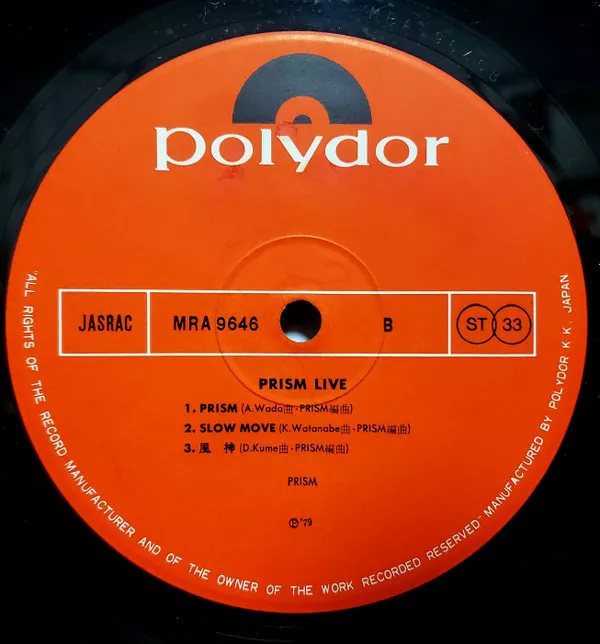 polydor
JASRAC MRA 9646 B ST 33
PRISM LIVE
1. PRISM (A.Wada曲・PRISM編曲)
2. SLOW MOVE (K.Watanabe曲・PRISM編曲)
3. 風 神 (D.Kume曲・PRISM編曲)
PRISM
Ⓟ'79
"ALL RIGHTS OF THE RECORD MANUFACTURER AND OF THE OWNER OF THE WORK RECORDED RESERVED" MANUFACTURED BY POLYDOR K.K. JAPAN